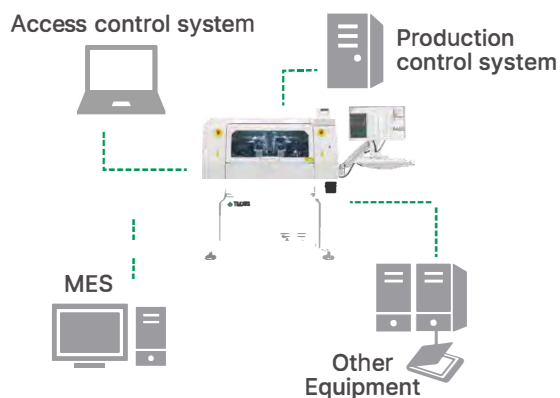 Access control system
Production
control system
MES
Other
Equipment